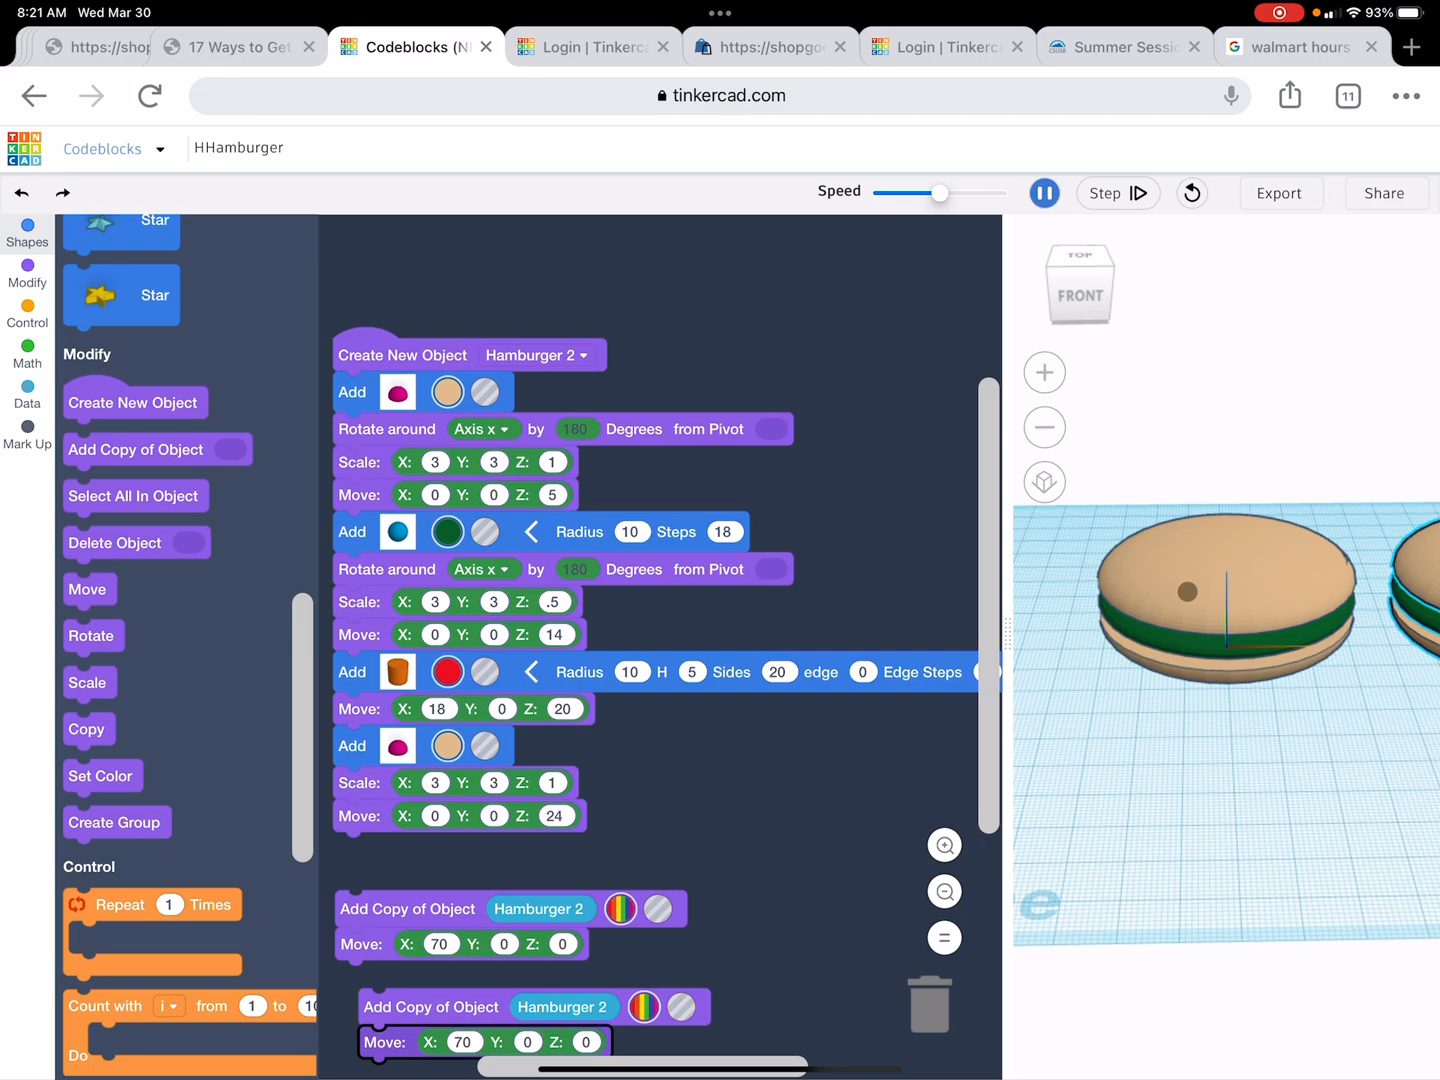 8:21 AM Wed Mar 30
93%
https://shop
17 Ways to Get
Codeblocks (N
Login | Tinkerca
https://shopgo
Login | Tinkerca
Summer Sessic
walmart hours
tinkercad.com
11
TIN
KER
CAD
Codeblocks
HHamburger
Speed
Step
Export
Share
Shapes
Modify
Control
Math
Data
Mark Up
Star
Star
Modify
Create New Object
Add Copy of Object
Select All In Object
Delete Object
Move
Rotate
Scale
Copy
Set Color
Create Group
Control
Repeat 1 Times
Count with i from 1 to 10
Do
Create New Object Hamburger 2
Add
Rotate around Axis x by 180 Degrees from Pivot
Scale: X: 3 Y: 3 Z: 1
Move: X: 0 Y: 0 Z: 5
Add Radius 10 Steps 18
Rotate around Axis x by 180 Degrees from Pivot
Scale: X: 3 Y: 3 Z: .5
Move: X: 0 Y: 0 Z: 14
Add Radius 10 H 5 Sides 20 edge 0 Edge Steps
Move: X: 18 Y: 0 Z: 20
Add
Scale: X: 3 Y: 3 Z: 1
Move: X: 0 Y: 0 Z: 24
Add Copy of Object Hamburger 2
Move: X: 70 Y: 0 Z: 0
Add Copy of Object Hamburger 2
Move: X: 70 Y: 0 Z: 0
TOP
FRONT
e